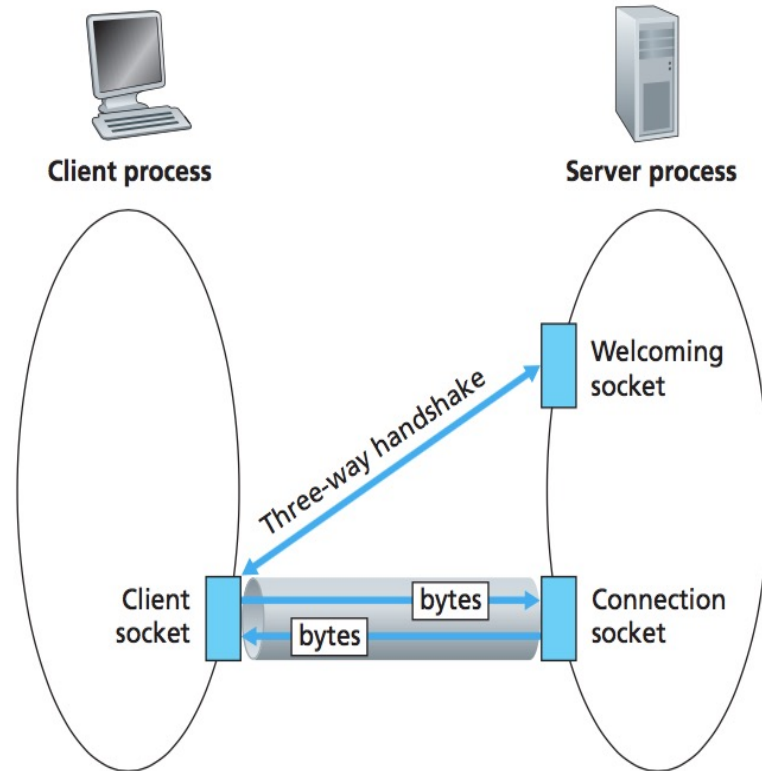 Client process
Server process
Welcoming
socket
Three-way handshake
Client
socket
bytes
bytes
Connection
socket